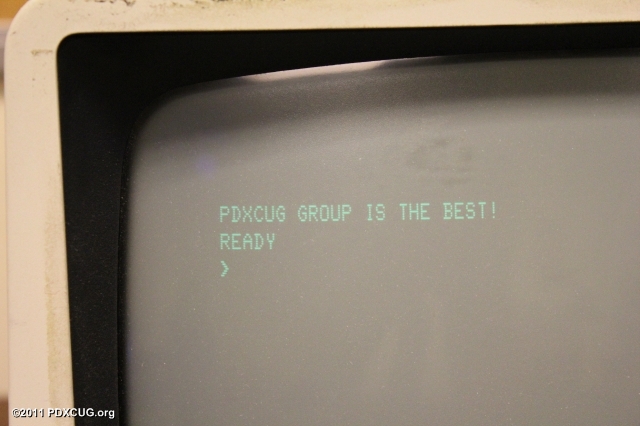 PDXCUG GROUP IS THE BEST!
READY
>
©2011 PDXCUG.org